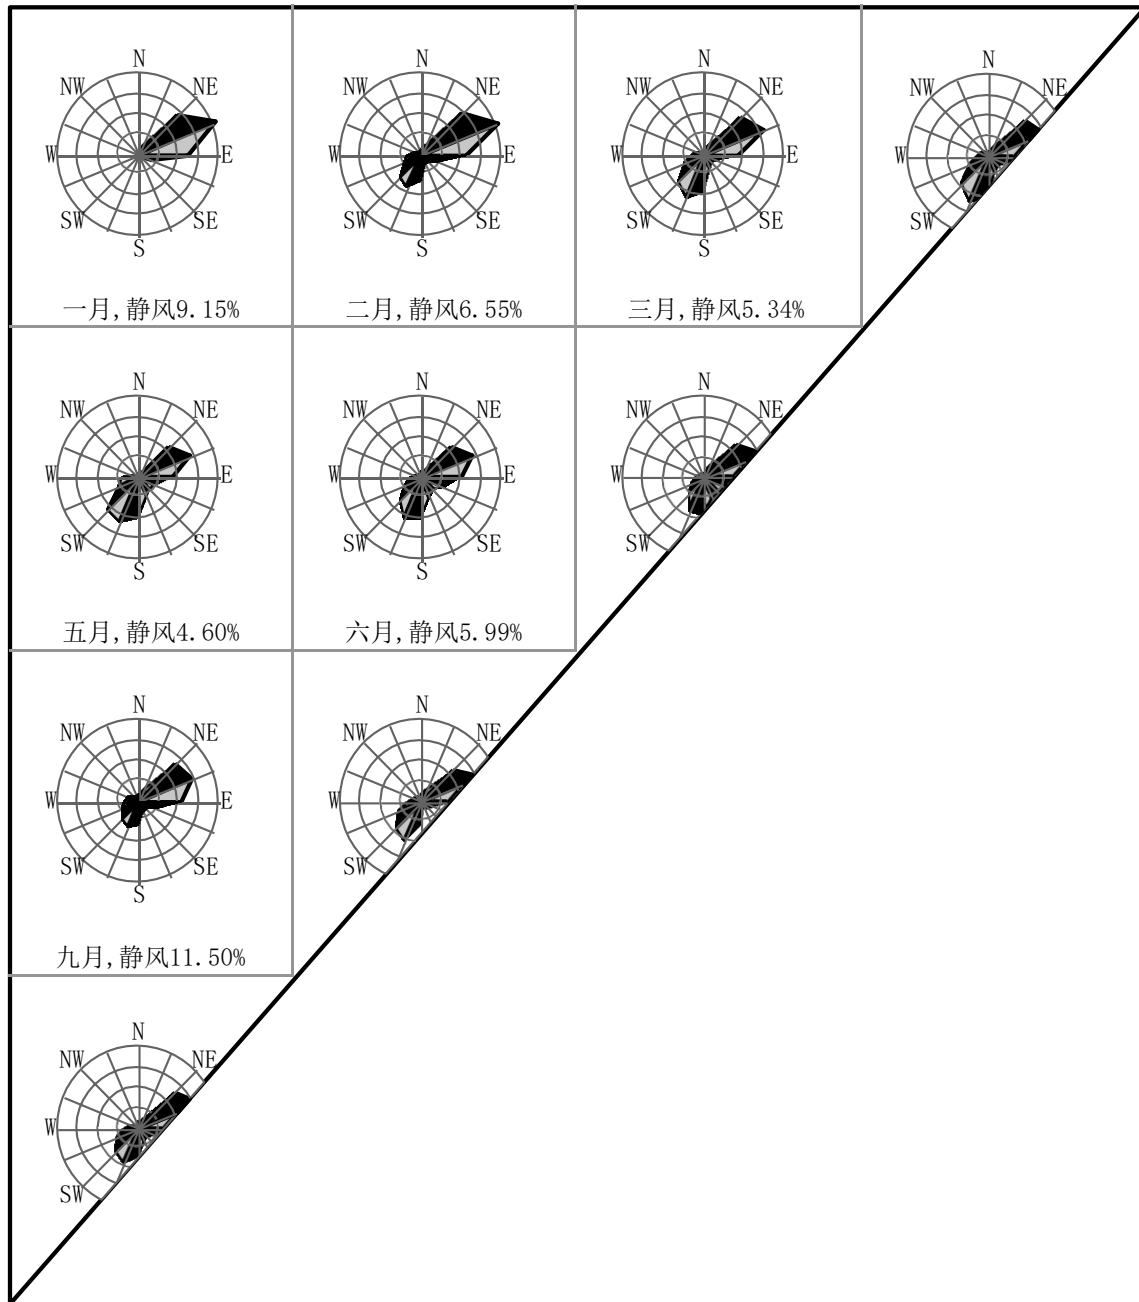 N N N N
NW NE NW NE NW NE NW NE
W E W E W E W
SW SE SW SE SW SE SW
S S S
一月,静风9.15% 二月,静风6.55% 三月,静风5.34%
N N N
NW NE NW NE NW NE
W E W E W
SW SE SW SE SW
S S
五月,静风4.60% 六月,静风5.99%
N N
NW NE NW NE
W E W
SW SE SW
S
九月,静风11.50%
N
NW NE
W
SW